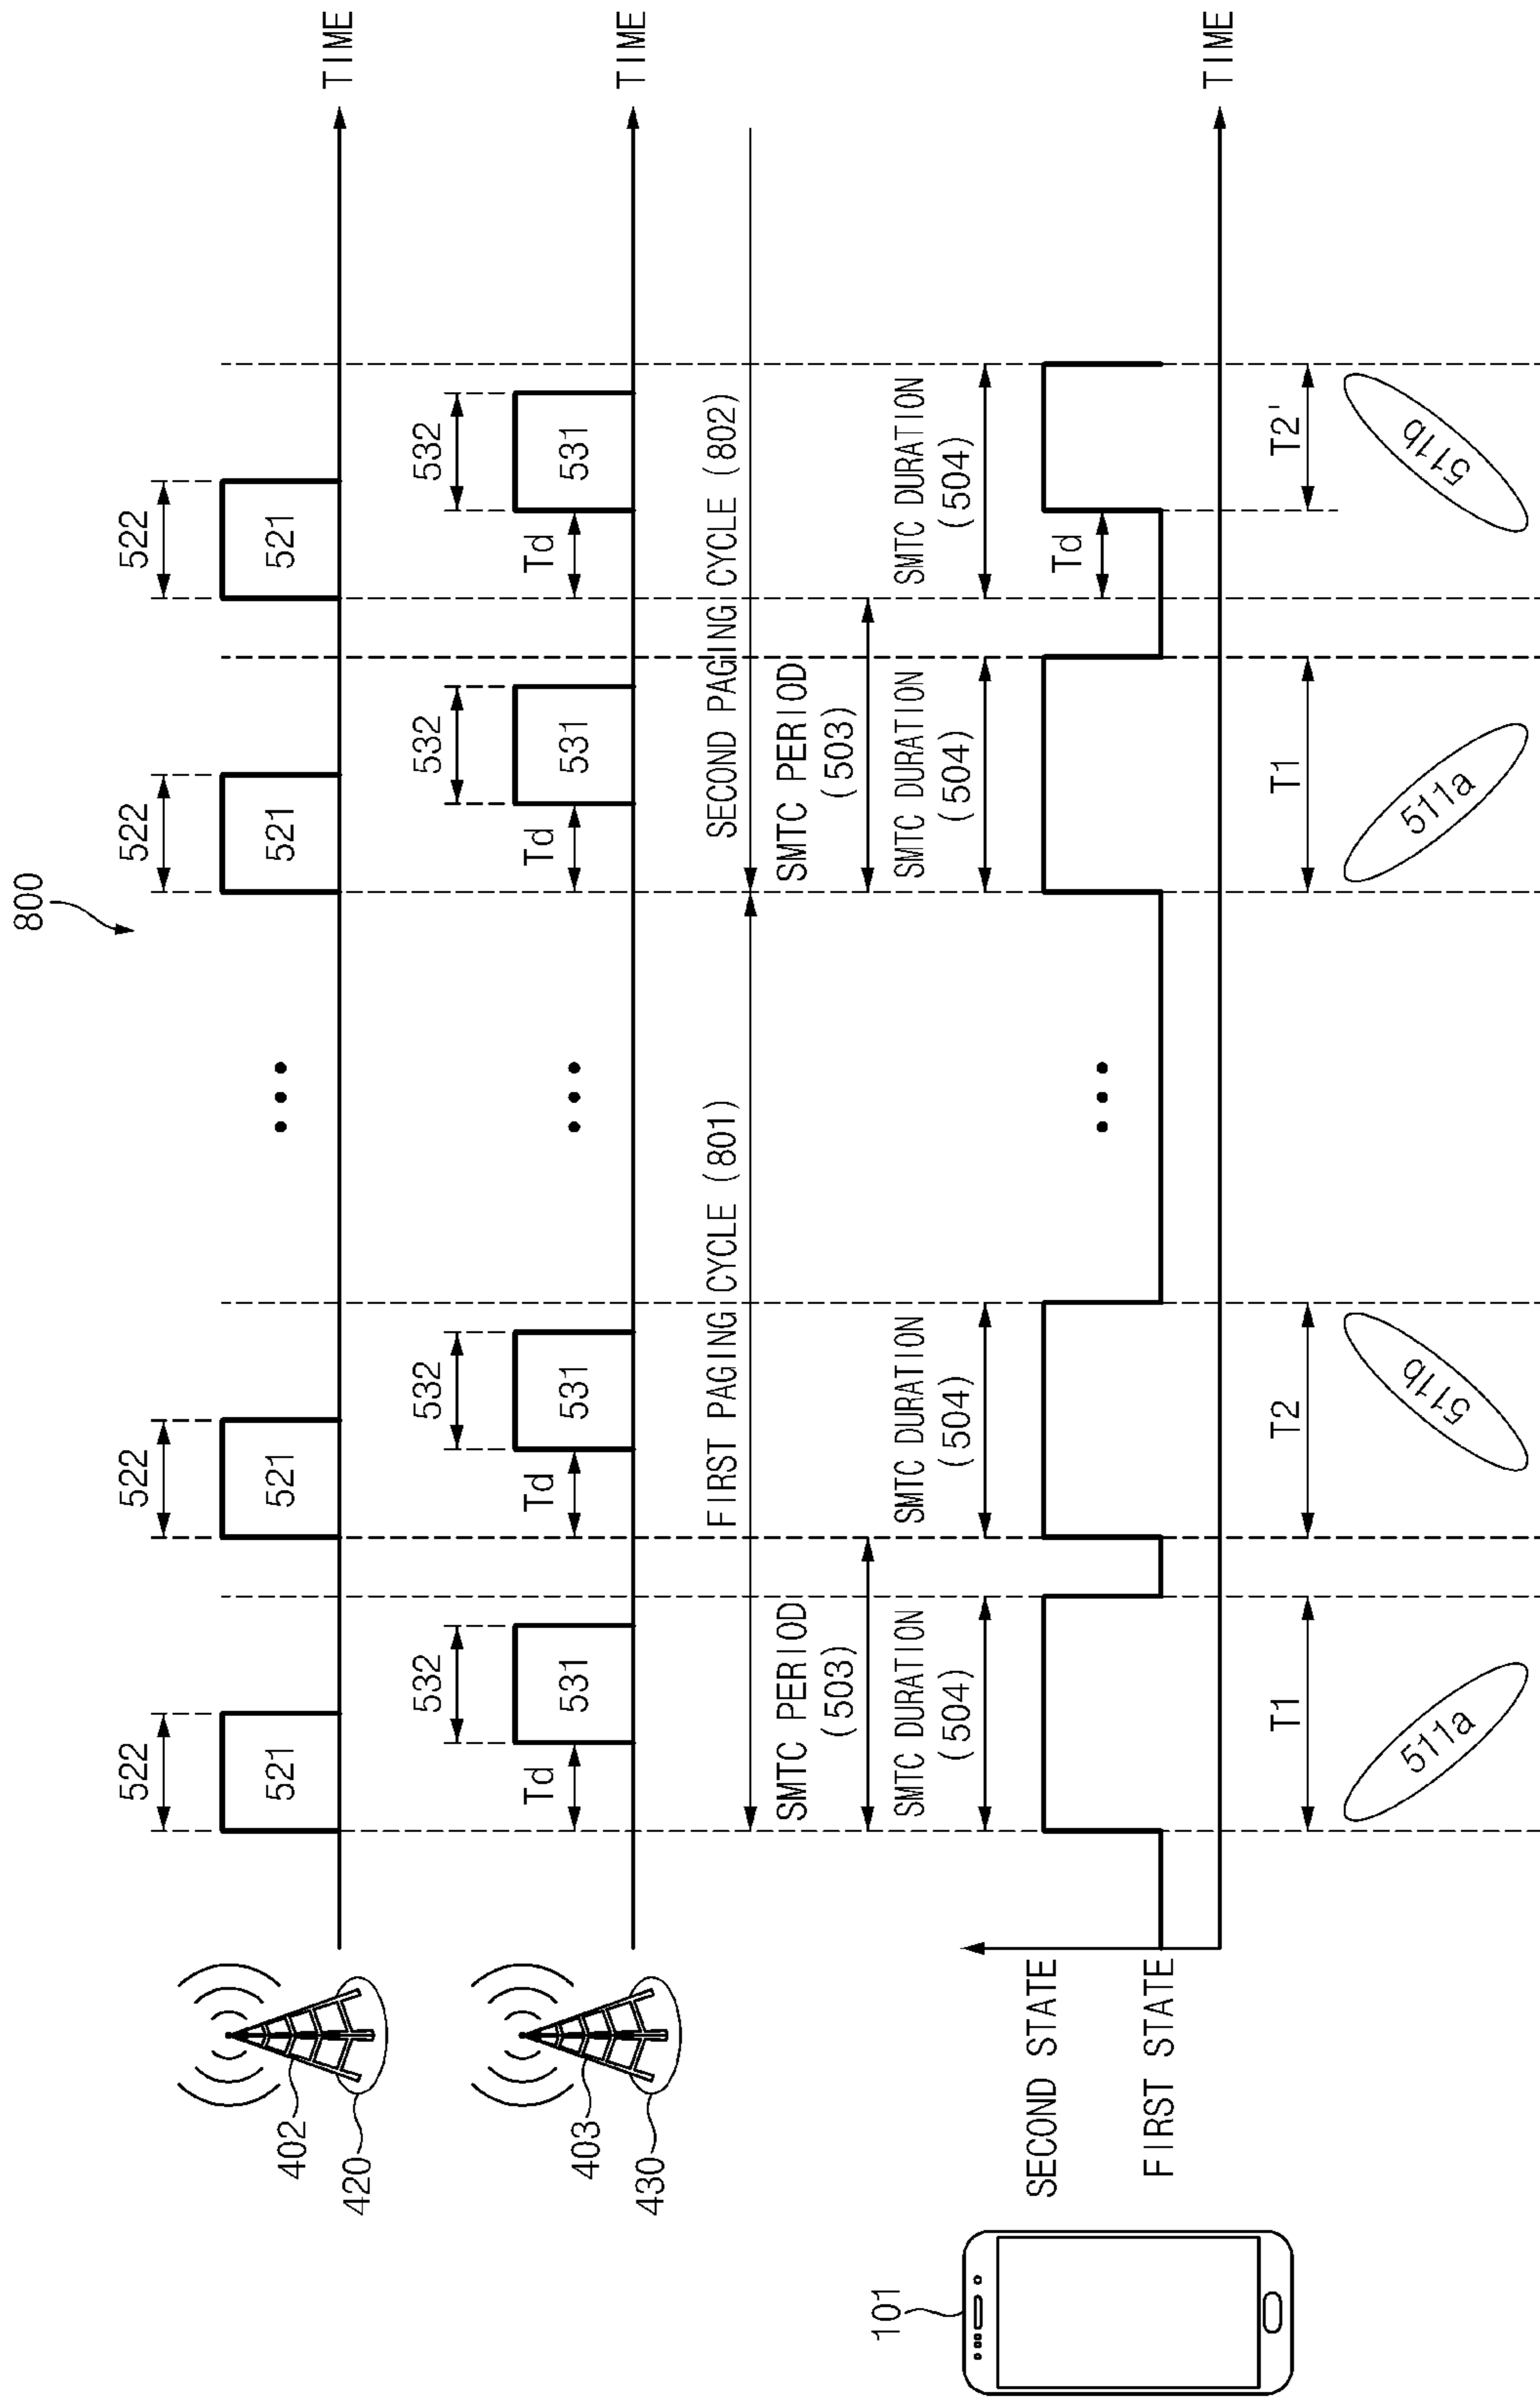 800
522
522
522
522
521
521
521
521
402
420
TIME
532
532
532
532
Td
531
Td
531
Td
531
Td
531
403
430
TIME
FIRST PAGING CYCLE (801)
SECOND PAGING CYCLE (802)
SMTC PERIOD
(503)
SMTC PERIOD
(503)
SMTC DURATION
(504)
SMTC DURATION
(504)
SMTC DURATION
(504)
SMTC DURATION
(504)
101
SECOND STATE
FIRST STATE
Td
TIME
T1
T2
T1
T2'
511a
511b
511a
511b